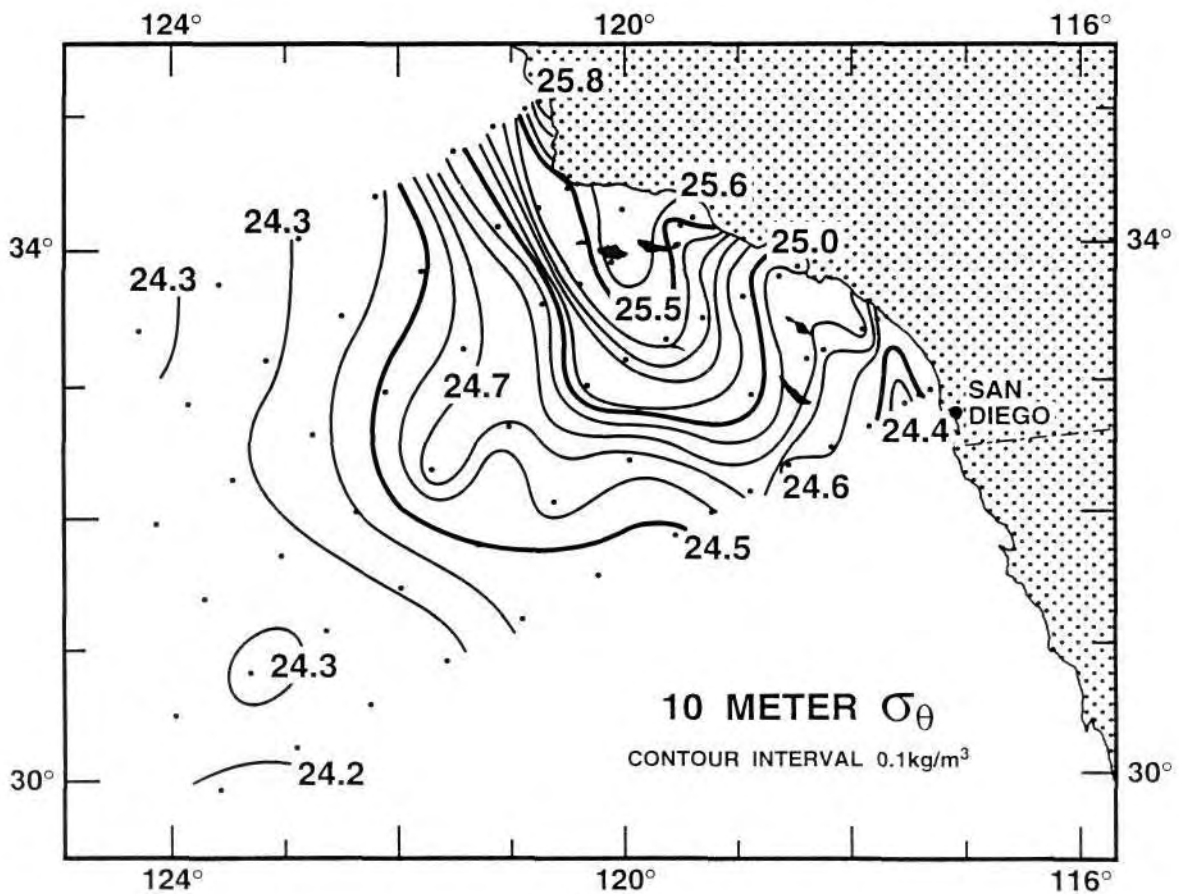 124° 120° 116°
25.8
25.6
24.3
34° 25.0 34°
24.3
25.5
24.7
SAN
DIEGO
24.4
24.6
24.5
24.3
10 METER σθ
CONTOUR INTERVAL 0.1kg/m³
24.2
30° 30°
124° 120° 116°